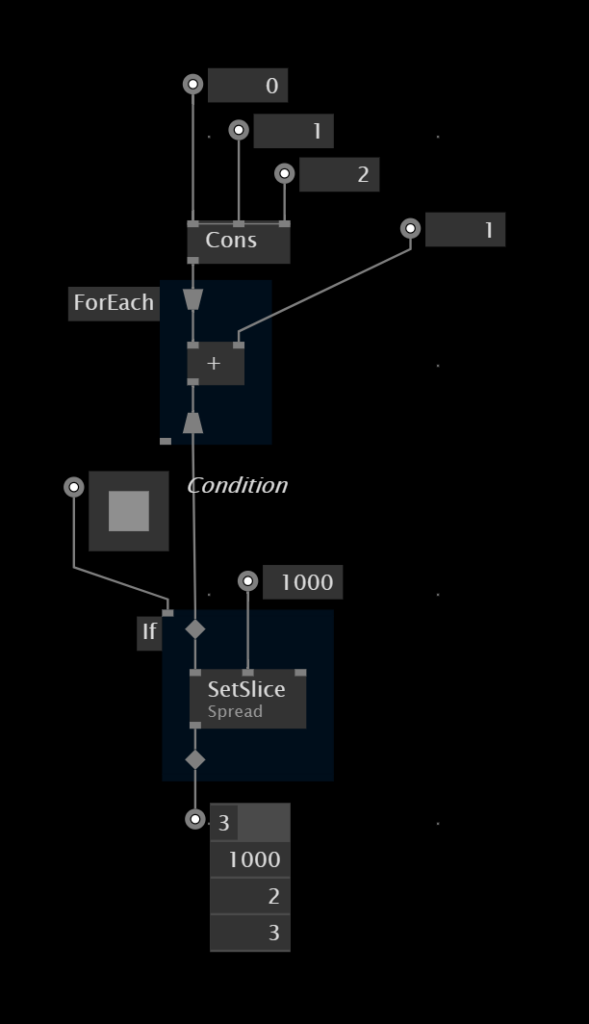 0
1
2
1
Cons
ForEach
+
Condition
1000
If
SetSlice
Spread
3
1000
2
3